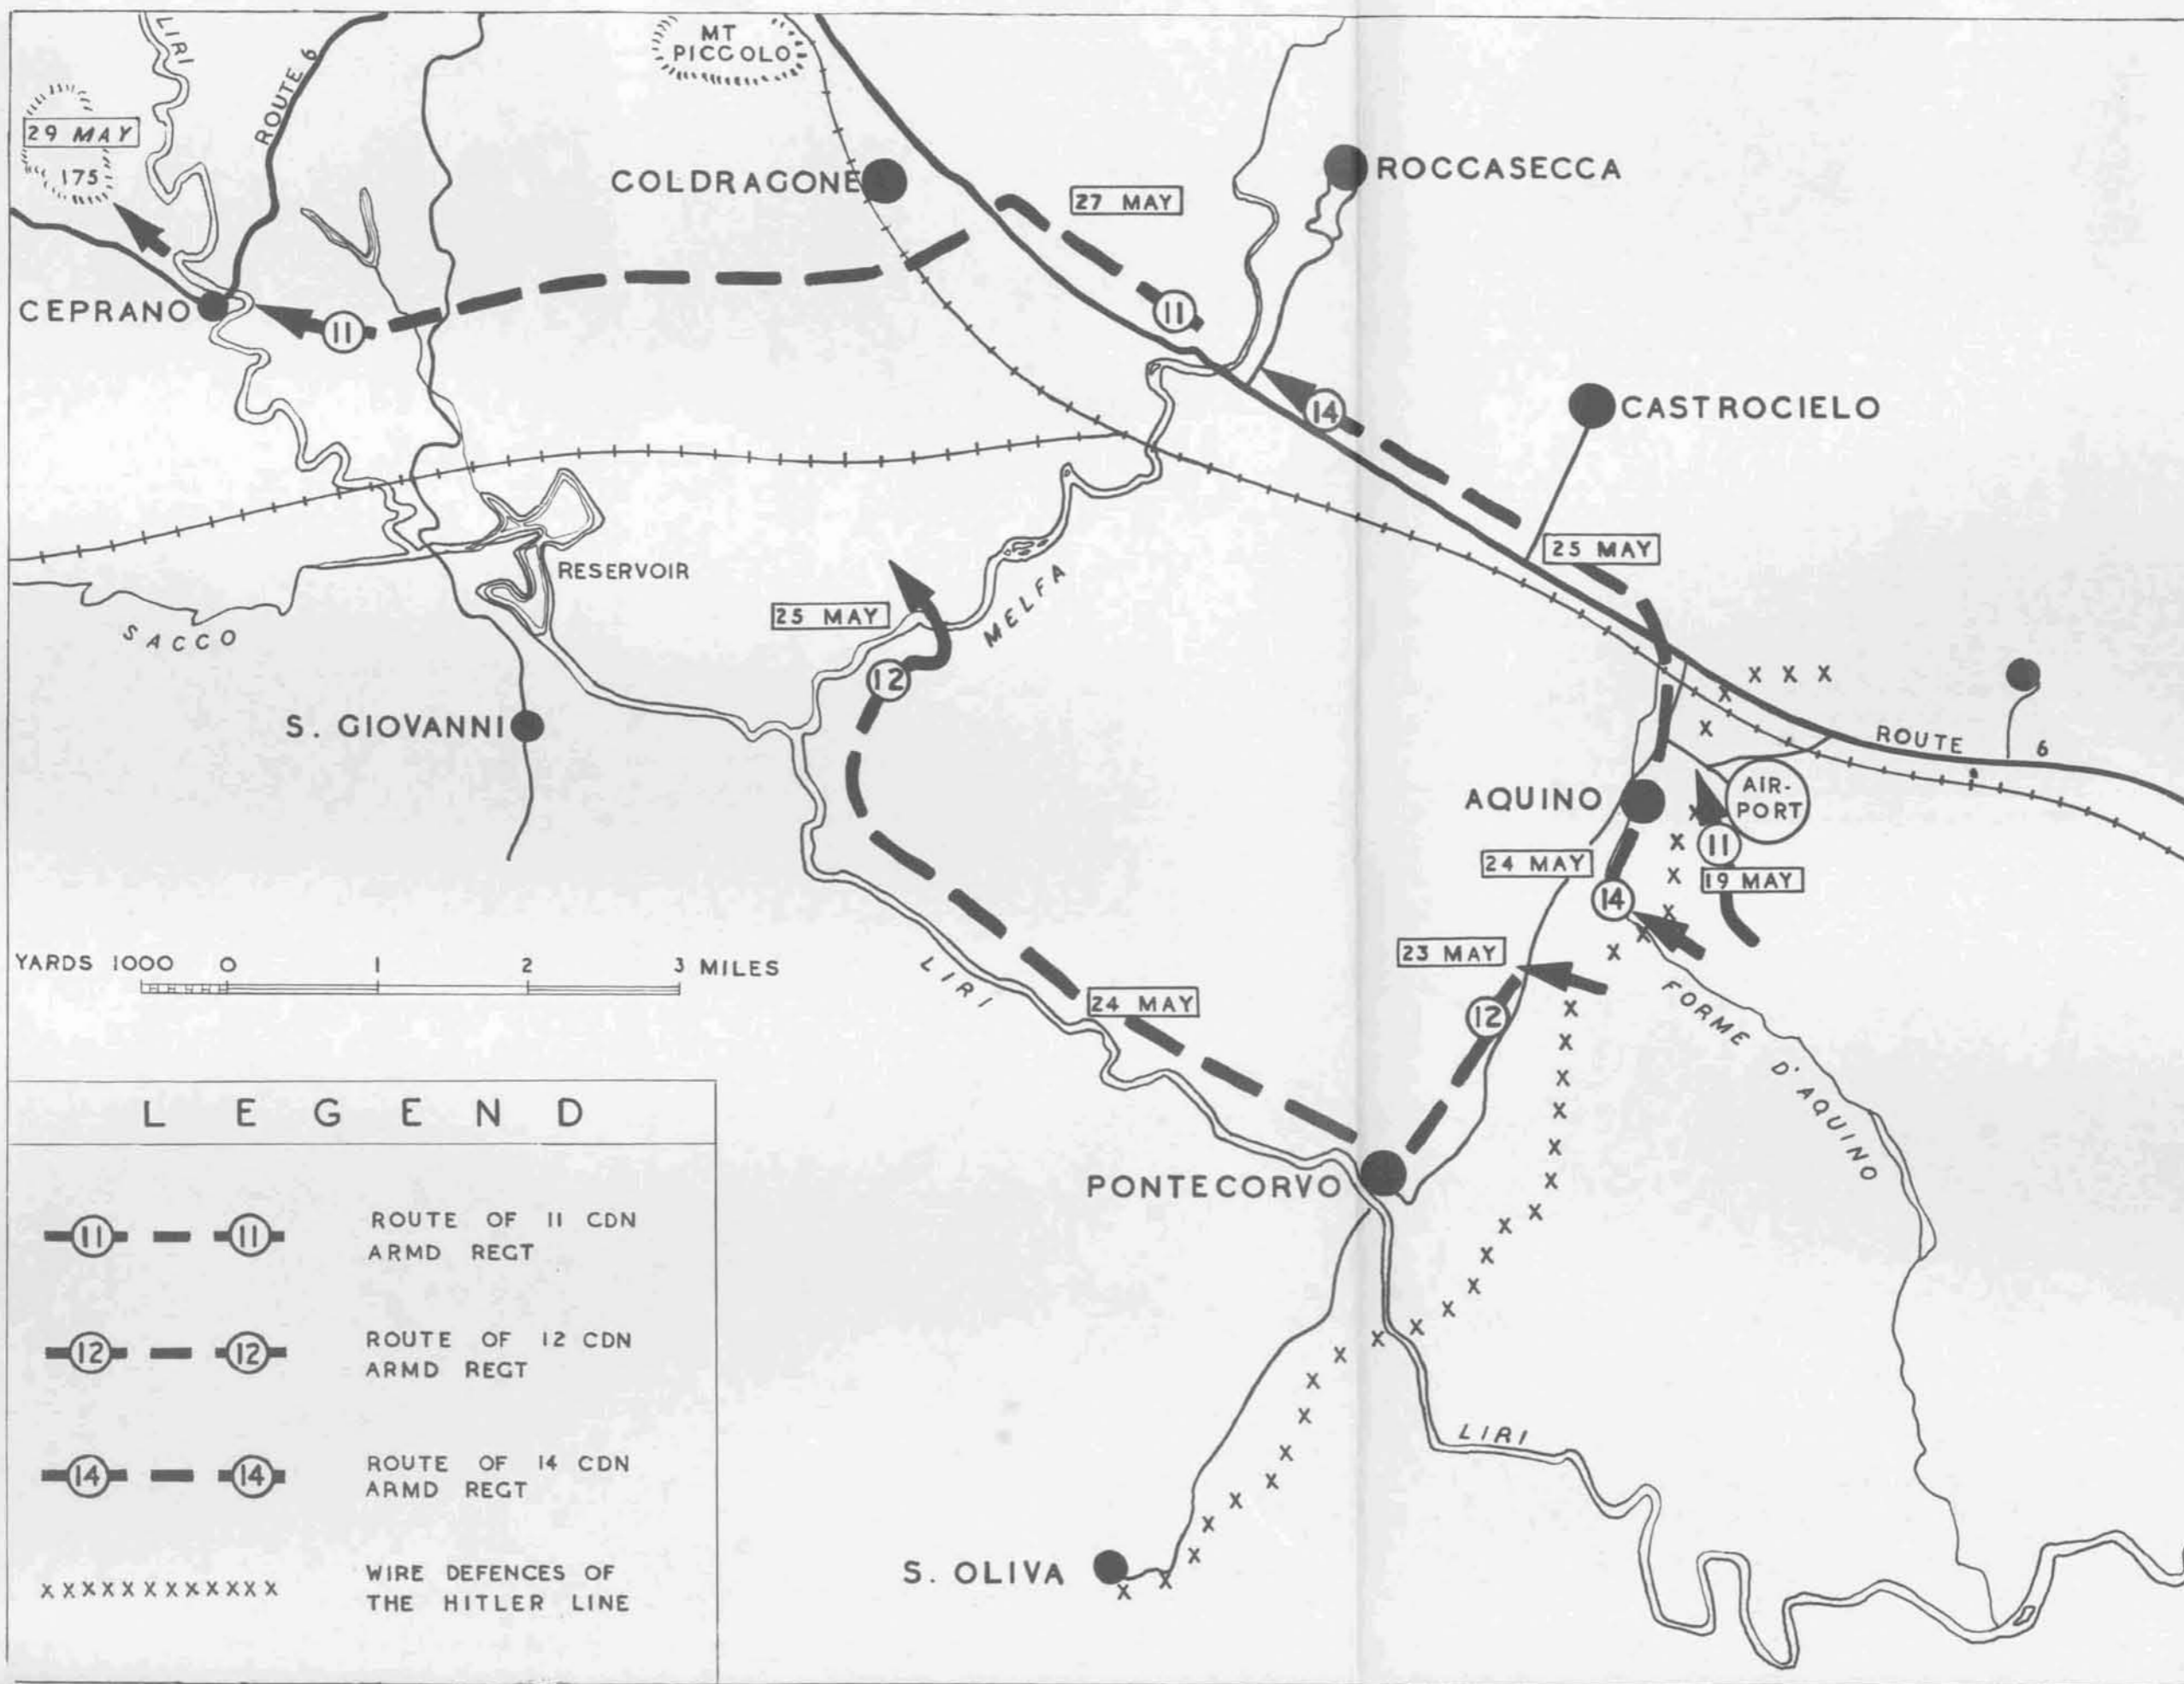 LIRI
ROUTE 6
MT
PICCOLO
29 MAY
175
COLDRAGONE
27 MAY
ROCCASECCA
CEPRANO
11
11
14
CASTROCIELO
25 MAY
RESERVOIR
SACCO
25 MAY
MELFA
12
S. GIOVANNI
ROUTE 6
AQUINO
AIR-
PORT
11
24 MAY
19 MAY
14
23 MAY
YARDS 1000 0 1 2 3 MILES
LIRI
24 MAY
12
FORME D'AQUINO
PONTECORVO
LIRI
S. OLIVA
LEGEND
11 11 ROUTE OF 11 CDN
ARMD REGT
12 12 ROUTE OF 12 CDN
ARMD REGT
14 14 ROUTE OF 14 CDN
ARMD REGT
xxxxxxxxxxxx WIRE DEFENCES OF
THE HITLER LINE